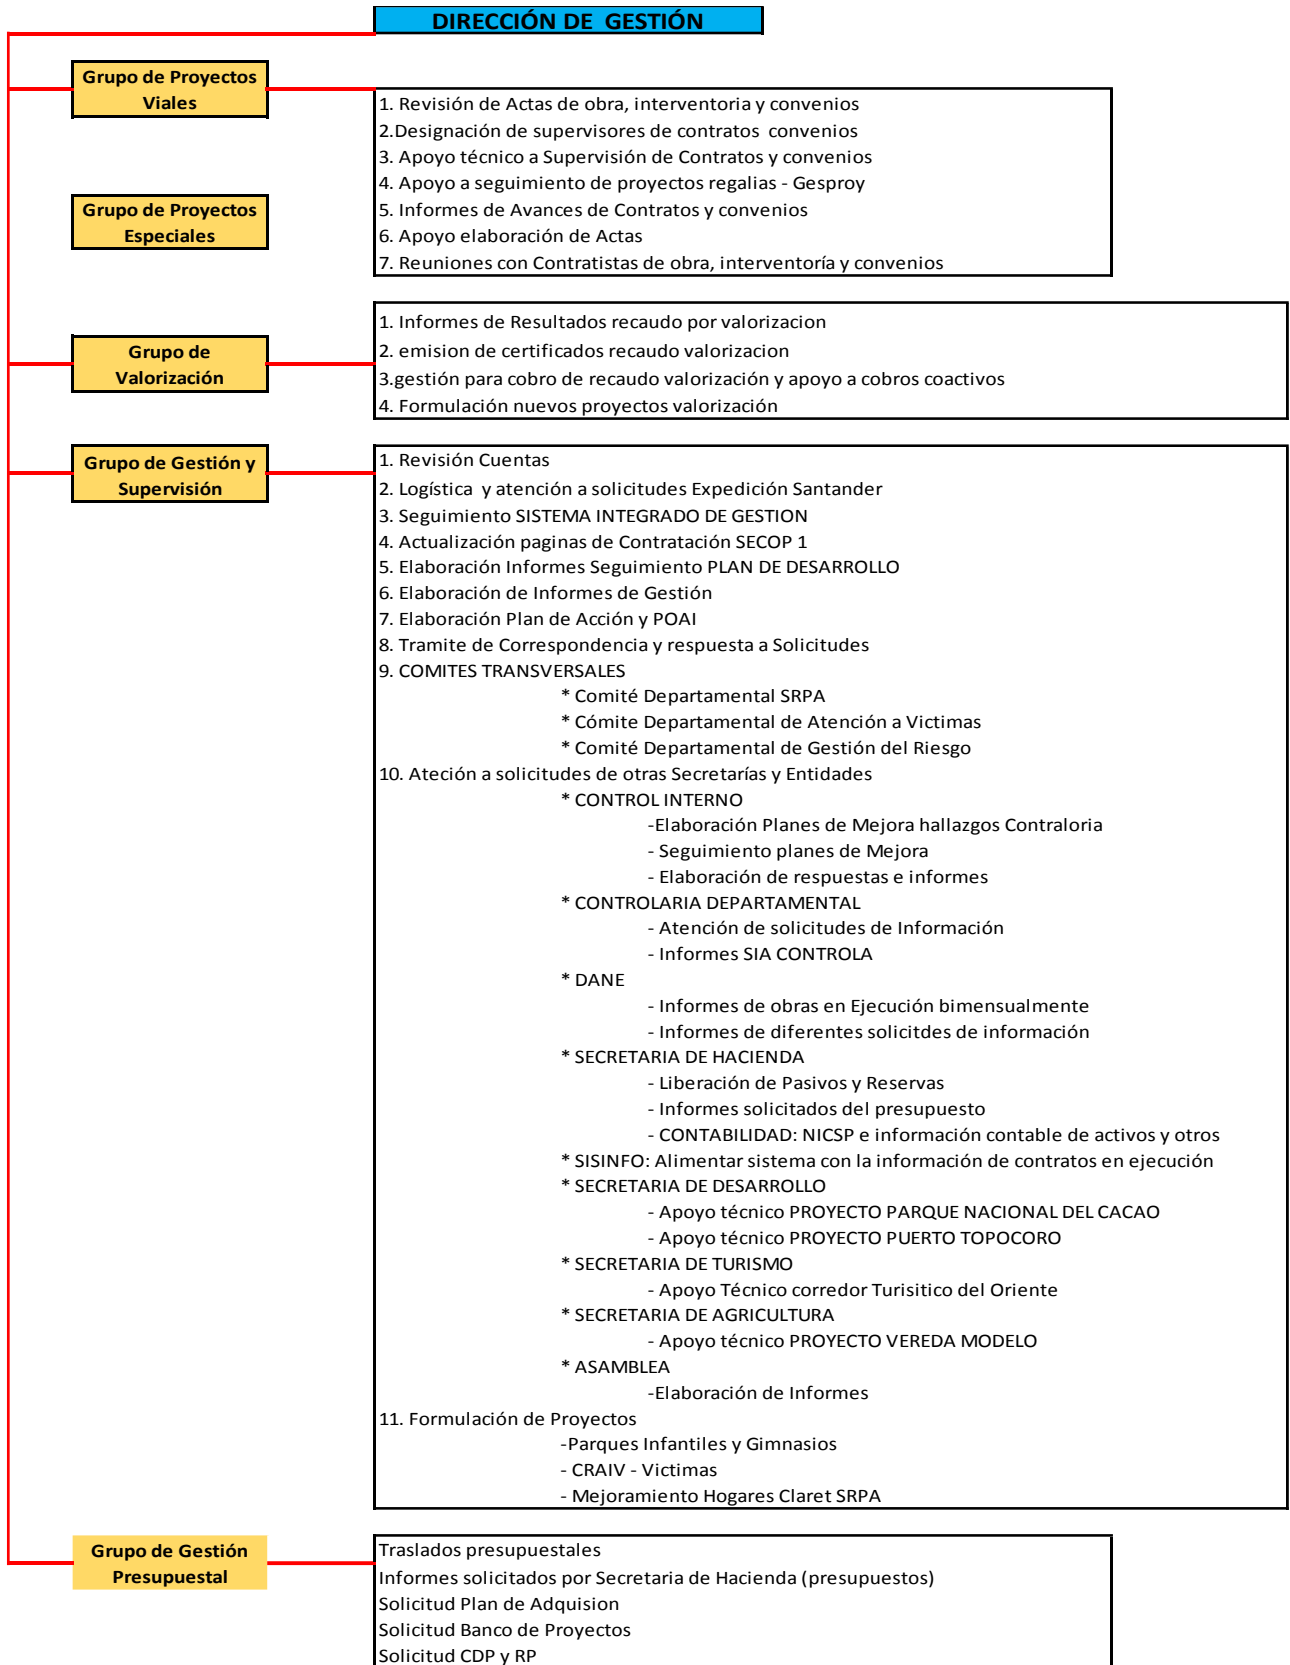 DIRECCIÓN DE GESTIÓN
Grupo de Proyectos
Viales
1. Revisión de Actas de obra, interventoria y convenios
2.Designación de supervisores de contratos convenios
3. Apoyo técnico a Supervisión de Contratos y convenios
4. Apoyo a seguimiento de proyectos regalias - Gesproy
5. Informes de Avances de Contratos y convenios
6. Apoyo elaboración de Actas
7. Reuniones con Contratistas de obra, interventoría y convenios
Grupo de Proyectos
Especiales
Grupo de
Valorización
1. Informes de Resultados recaudo por valorizacion
2. emision de certificados recaudo valorizacion
3.gestión para cobro de recaudo valorización y apoyo a cobros coactivos
4. Formulación nuevos proyectos valorización
Grupo de Gestión y
Supervisión
1. Revisión Cuentas
2. Logística y atención a solicitudes Expedición Santander
3. Seguimiento SISTEMA INTEGRADO DE GESTION
4. Actualización paginas de Contratación SECOP 1
5. Elaboración Informes Seguimiento PLAN DE DESARROLLO
6. Elaboración de Informes de Gestión
7. Elaboración Plan de Acción y POAI
8. Tramite de Correspondencia y respuesta a Solicitudes
9. COMITES TRANSVERSALES
* Comité Departamental SRPA
* Cómite Departamental de Atención a Victimas
* Comité Departamental de Gestión del Riesgo
10. Ateción a solicitudes de otras Secretarías y Entidades
* CONTROL INTERNO
-Elaboración Planes de Mejora hallazgos Contraloria
- Seguimiento planes de Mejora
- Elaboración de respuestas e informes
* CONTROLARIA DEPARTAMENTAL
- Atención de solicitudes de Información
- Informes SIA CONTROLA
* DANE
- Informes de obras en Ejecución bimensualmente
- Informes de diferentes solicitdes de información
* SECRETARIA DE HACIENDA
- Liberación de Pasivos y Reservas
- Informes solicitados del presupuesto
- CONTABILIDAD: NICSP e información contable de activos y otros
* SISINFO: Alimentar sistema con la información de contratos en ejecución
* SECRETARIA DE DESARROLLO
- Apoyo técnico PROYECTO PARQUE NACIONAL DEL CACAO
- Apoyo técnico PROYECTO PUERTO TOPOCORO
* SECRETARIA DE TURISMO
- Apoyo Técnico corredor Turisitico del Oriente
* SECRETARIA DE AGRICULTURA
- Apoyo técnico PROYECTO VEREDA MODELO
* ASAMBLEA
-Elaboración de Informes
11. Formulación de Proyectos
-Parques Infantiles y Gimnasios
- CRAIV - Victimas
- Mejoramiento Hogares Claret SRPA
Grupo de Gestión
Presupuestal
Traslados presupuestales
Informes solicitados por Secretaria de Hacienda (presupuestos)
Solicitud Plan de Adquision
Solicitud Banco de Proyectos
Solicitud CDP y RP